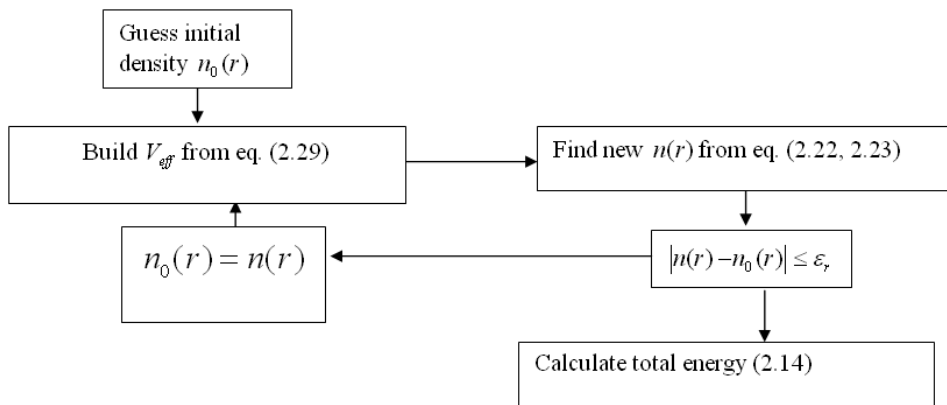 Guess initial
density n₀(r)
Build V_eff from eq. (2.29)
Find new n(r) from eq. (2.22, 2.23)
n₀(r) = n(r)
|n(r) − n₀(r)| ≤ εᵣ
Calculate total energy (2.14)